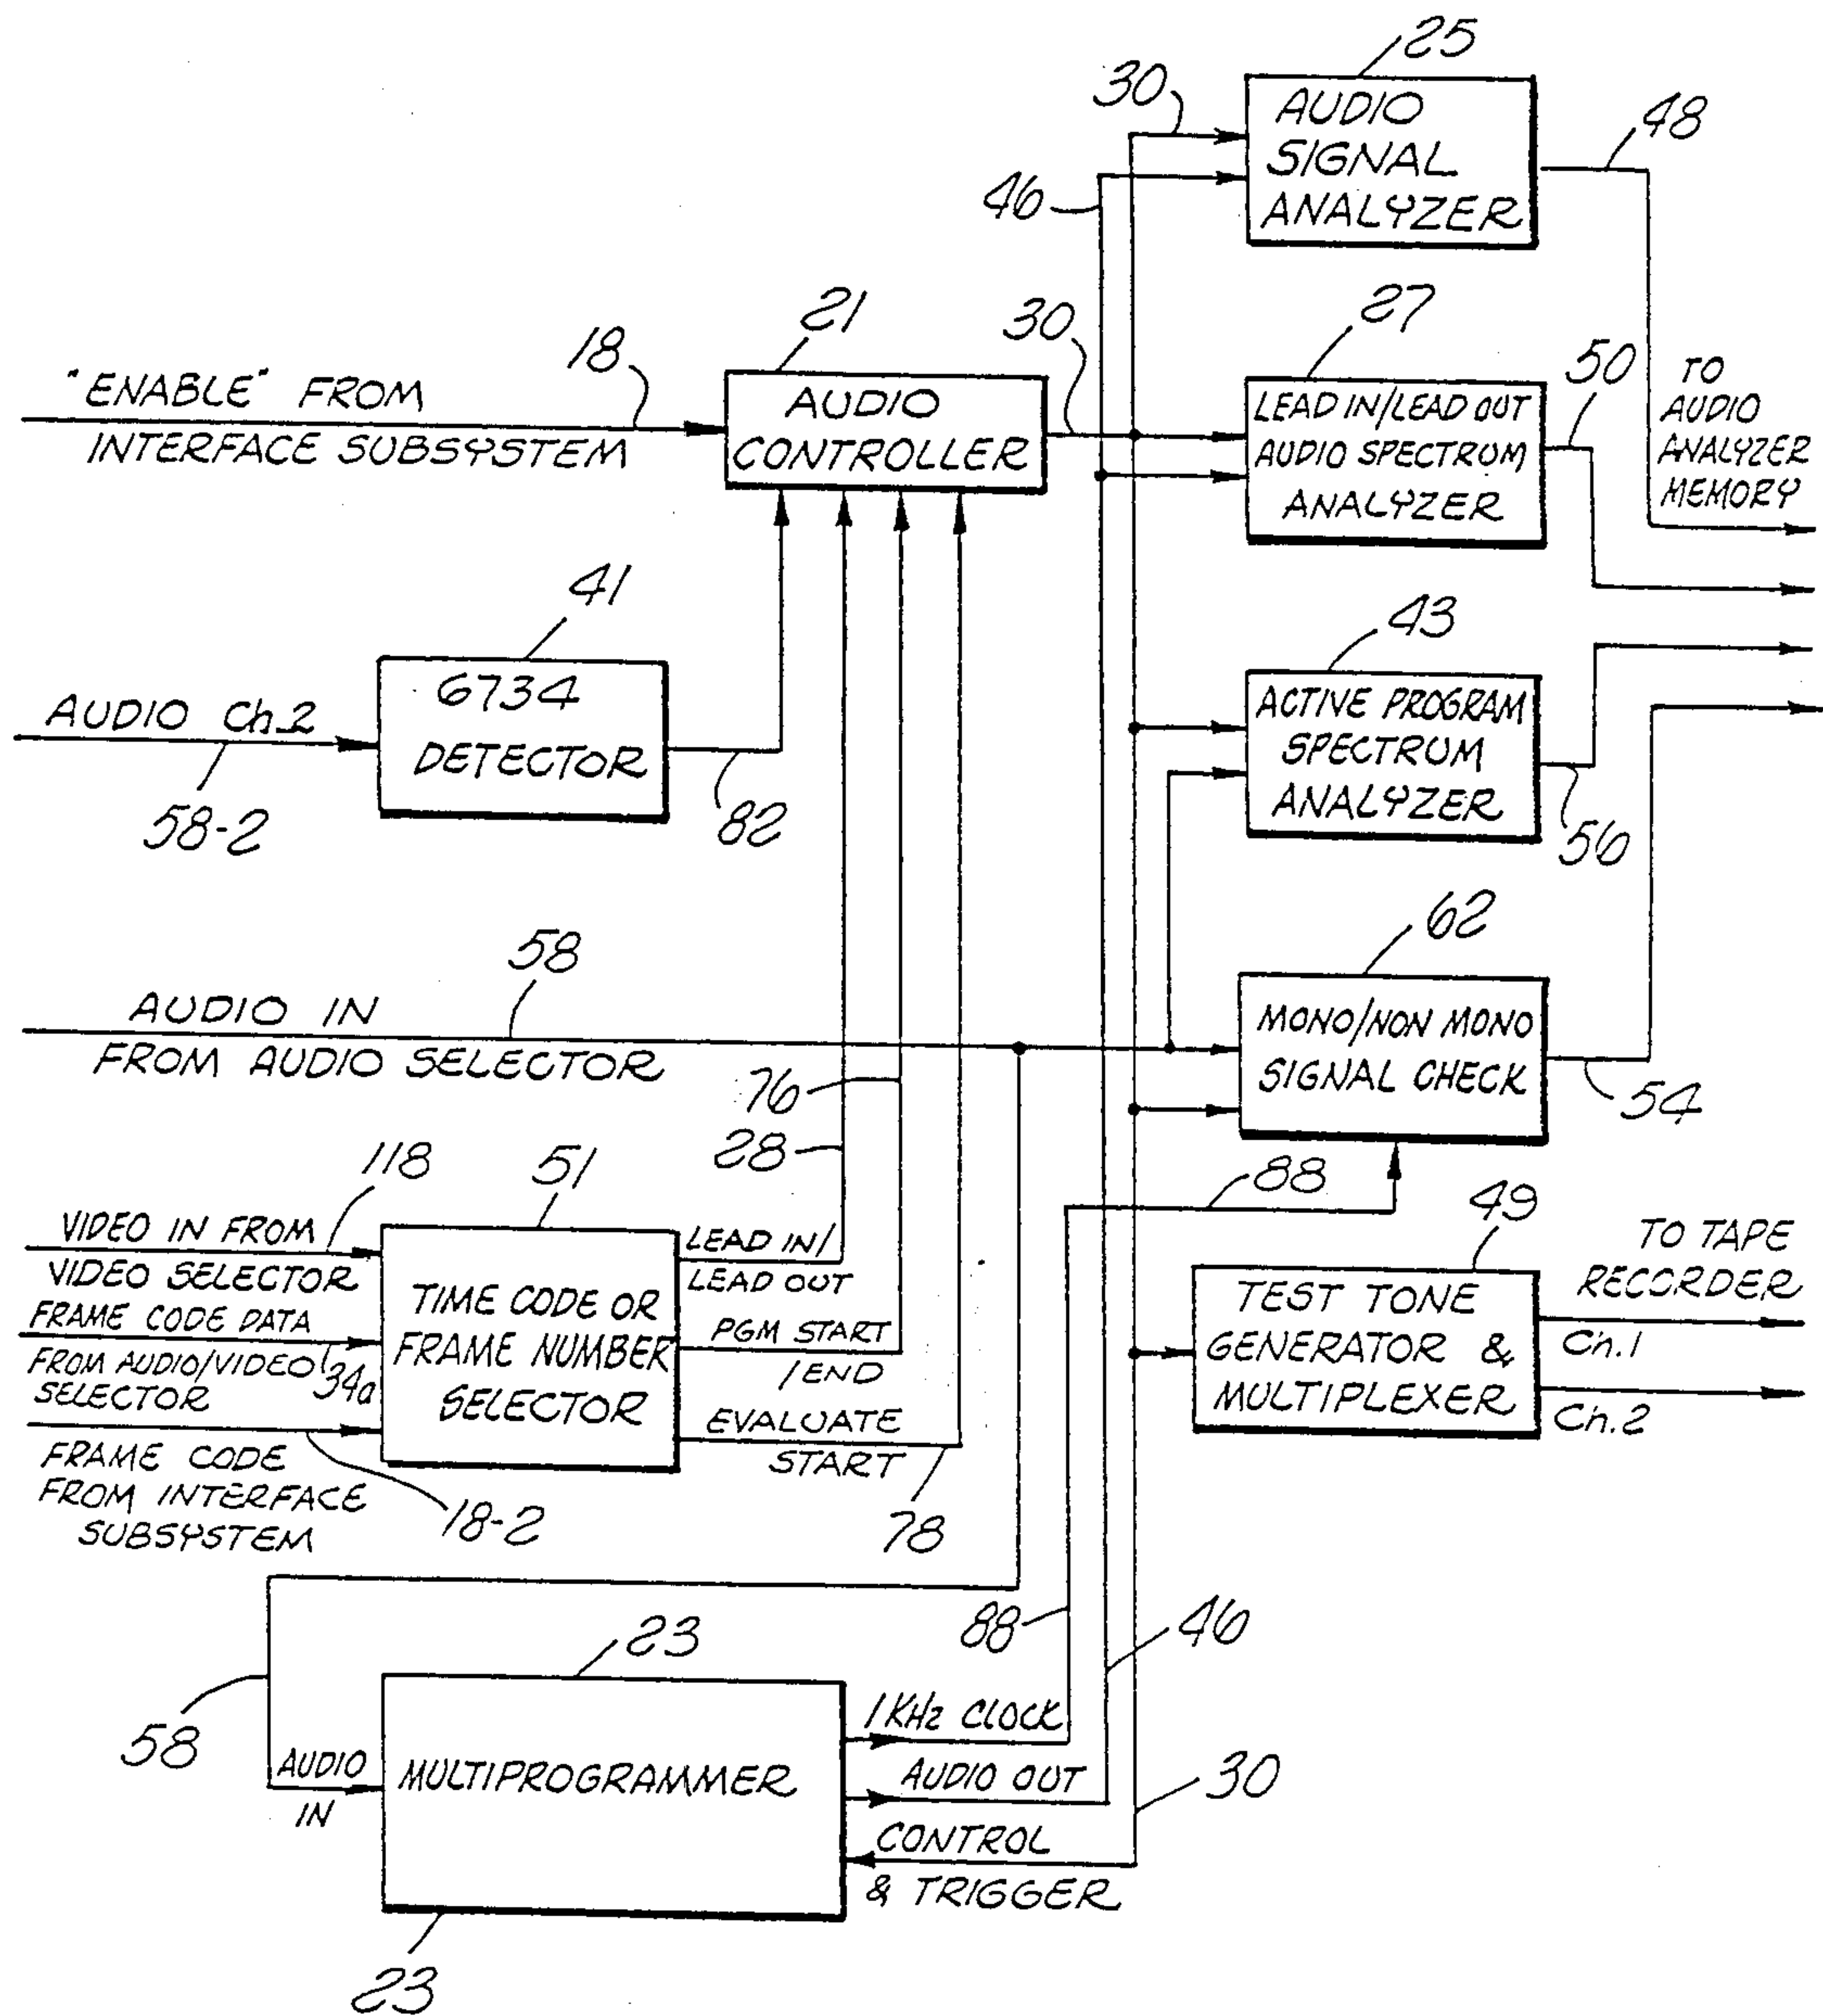 25
30
AUDIO
SIGNAL
ANALYZER
48
46
21
30
27
18
"ENABLE" FROM
INTERFACE SUBSYSTEM
AUDIO
CONTROLLER
LEAD IN/LEAD OUT
AUDIO SPECTRUM
ANALYZER
50
TO
AUDIO
ANALYZER
MEMORY
41
43
6734
DETECTOR
AUDIO Ch.2
58-2
82
ACTIVE PROGRAM
SPECTRUM
ANALYZER
56
62
58
AUDIO IN
FROM AUDIO SELECTOR
MONO/NON MONO
SIGNAL CHECK
54
76
28
88
118
51
49
VIDEO IN FROM
VIDEO SELECTOR
FRAME CODE DATA
FROM AUDIO/VIDEO
SELECTOR
34a
FRAME CODE
FROM INTERFACE
SUBSYSTEM
18-2
TIME CODE OR
FRAME NUMBER
SELECTOR
LEAD IN/
LEAD OUT
PGM START
/END
EVALUATE
START
78
TEST TONE
GENERATOR &
MULTIPLEXER
TO TAPE
RECORDER
Ch.1
Ch.2
88
46
23
58
AUDIO
IN
MULTIPROGRAMMER
1KHz CLOCK
AUDIO OUT
CONTROL
& TRIGGER
30
23